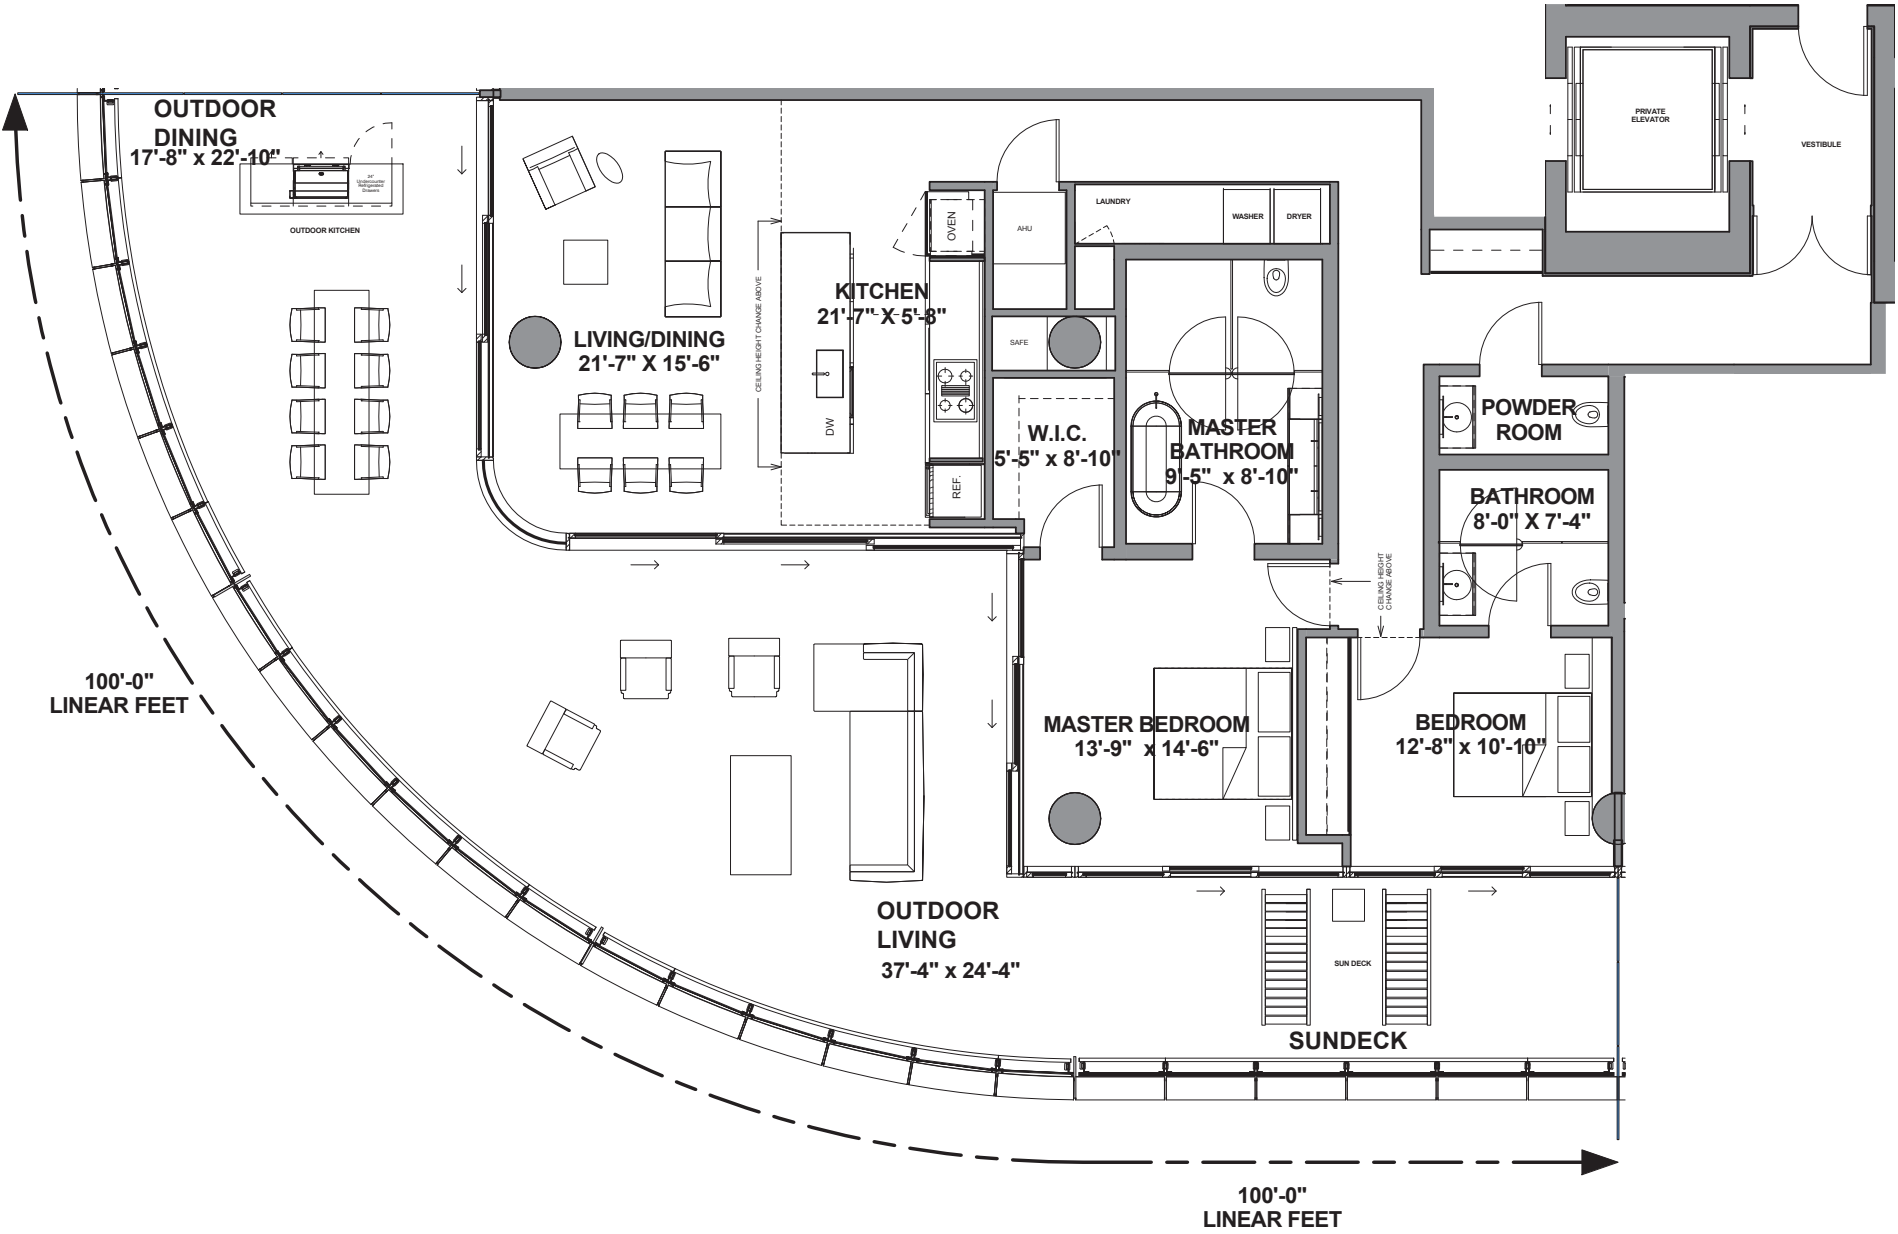 OUTDOOR
DINING
17'-8" x 22'-10"
24"
Undercounter
Refrigerated
Drawers
OUTDOOR KITCHEN
PRIVATE
ELEVATOR
VESTIBULE
LAUNDRY
WASHER
DRYER
OVEN
AHU
KITCHEN
21'-7" X 5'-8"
CEILING HEIGHT CHANGE ABOVE
LIVING/DINING
21'-7" X 15'-6"
SAFE
DW
REF.
W.I.C.
5'-5" x 8'-10"
MASTER
BATHROOM
9'-5" x 8'-10"
POWDER
ROOM
BATHROOM
8'-0" X 7'-4"
CEILING HEIGHT
CHANGE ABOVE
100'-0"
LINEAR FEET
MASTER BEDROOM
13'-9" x 14'-6"
BEDROOM
12'-8" x 10'-10"
OUTDOOR
LIVING
37'-4" x 24'-4"
SUN DECK
SUNDECK
100'-0"
LINEAR FEET